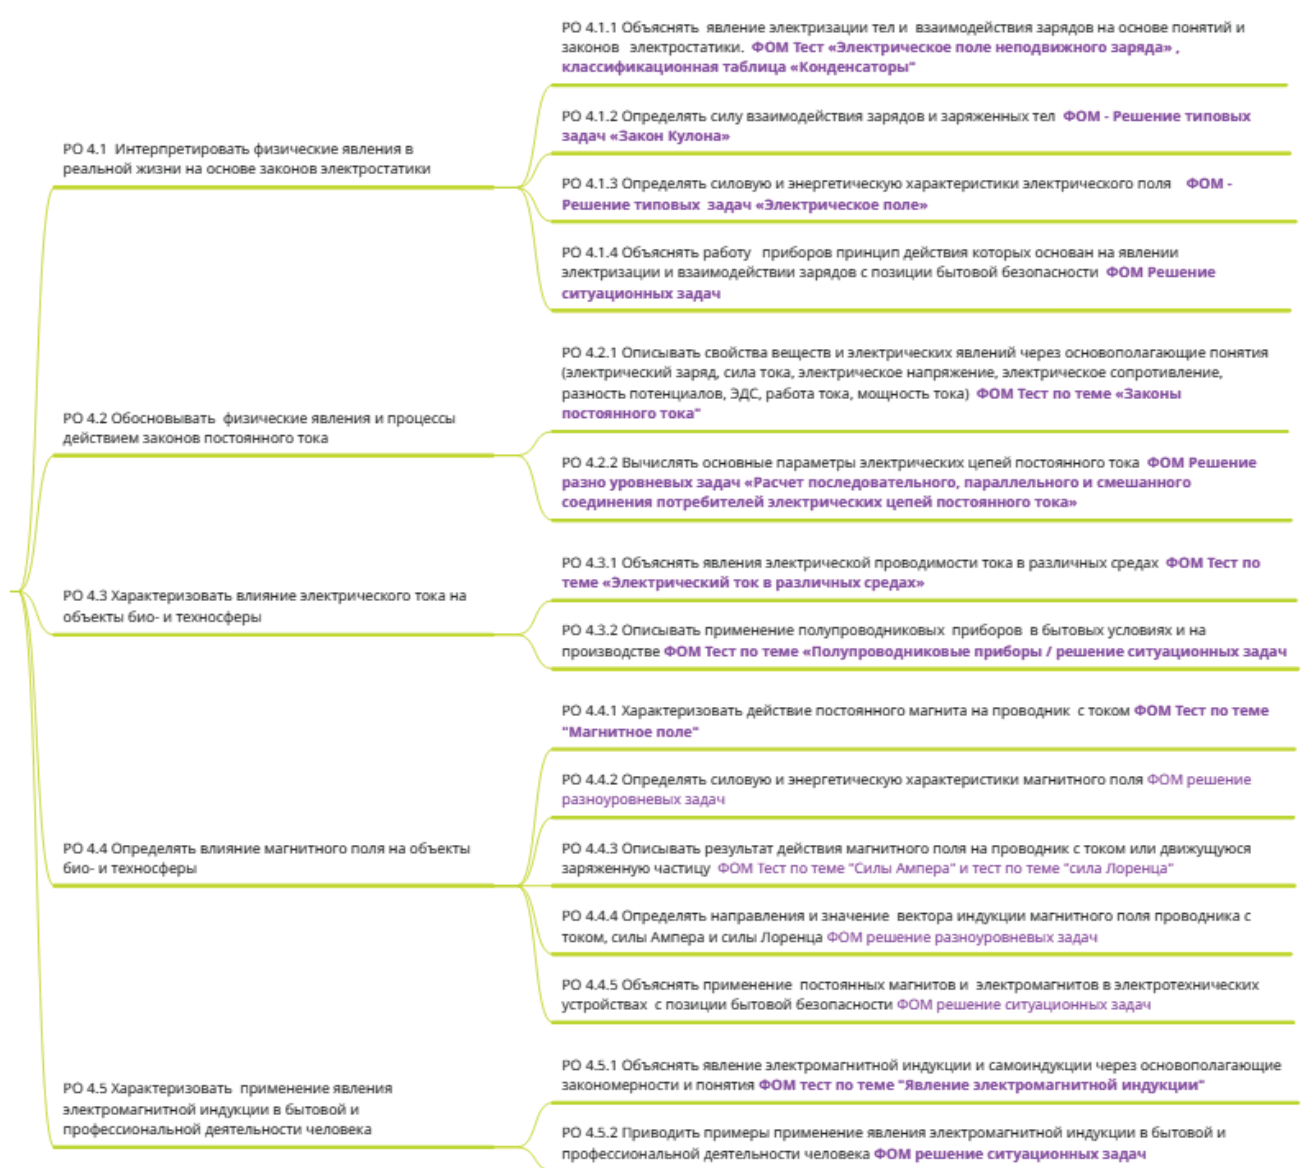 РО 4.1 Интерпретировать физические явления в
реальной жизни на основе законов электростатики
РО 4.1.1 Объяснять явление электризации тел и взаимодействия зарядов на основе понятий и
законов электростатики. ФОМ Тест «Электрическое поле неподвижного заряда» ,
классификационная таблица «Конденсаторы"
РО 4.1.2 Определять силу взаимодействия зарядов и заряженных тел ФОМ - Решение типовых
задач «Закон Кулона»
РО 4.1.3 Определять силовую и энергетическую характеристики электрического поля ФОМ -
Решение типовых задач «Электрическое поле»
РО 4.1.4 Объяснять работу приборов принцип действия которых основан на явлении
электризации и взаимодействии зарядов с позиции бытовой безопасности ФОМ Решение
ситуационных задач
РО 4.2 Обосновывать физические явления и процессы
действием законов постоянного тока
РО 4.2.1 Описывать свойства веществ и электрических явлений через основополагающие понятия
(электрический заряд, сила тока, электрическое напряжение, электрическое сопротивление,
разность потенциалов, ЭДС, работа тока, мощность тока) ФОМ Тест по теме «Законы
постоянного тока"
РО 4.2.2 Вычислять основные параметры электрических цепей постоянного тока ФОМ Решение
разно уровневых задач «Расчет последовательного, параллельного и смешанного
соединения потребителей электрических цепей постоянного тока»
РО 4.3 Характеризовать влияние электрического тока на
объекты био- и техносферы
РО 4.3.1 Объяснять явления электрической проводимости тока в различных средах ФОМ Тест по
теме «Электрический ток в различных средах»
РО 4.3.2 Описывать применение полупроводниковых приборов в бытовых условиях и на
производстве ФОМ Тест по теме «Полупроводниковые приборы / решение ситуационных задач
РО 4.4 Определять влияние магнитного поля на объекты
био- и техносферы
РО 4.4.1 Характеризовать действие постоянного магнита на проводник с током ФОМ Тест по теме
"Магнитное поле"
РО 4.4.2 Определять силовую и энергетическую характеристики магнитного поля ФОМ решение
разноуровневых задач
РО 4.4.3 Описывать результат действия магнитного поля на проводник с током или движущуюся
заряженную частицу ФОМ Тест по теме "Силы Ампера" и тест по теме "сила Лоренца"
РО 4.4.4 Определять направления и значение вектора индукции магнитного поля проводника с
током, силы Ампера и силы Лоренца ФОМ решение разноуровневых задач
РО 4.4.5 Объяснять применение постоянных магнитов и электромагнитов в электротехнических
устройствах с позиции бытовой безопасности ФОМ решение ситуационных задач
РО 4.5 Характеризовать применение явления
электромагнитной индукции в бытовой и
профессиональной деятельности человека
РО 4.5.1 Объяснять явление электромагнитной индукции и самоиндукции через основополагающие
закономерности и понятия ФОМ тест по теме "Явление электромагнитной индукции"
РО 4.5.2 Приводить примеры применение явления электромагнитной индукции в бытовой и
профессиональной деятельности человека ФОМ решение ситуационных задач